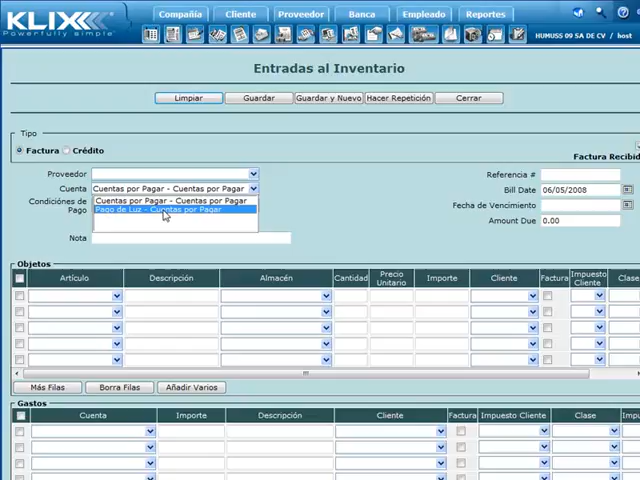 KLIX
Powerfully simple
Compañía Cliente Proveedor Banca Empleado Reportes
HUMUSS 09 SA DE CV / host
Entradas al Inventario
Limpiar Guardar Guardar y Nuevo Hacer Repetición Cerrar
Tipo
Factura Crédito
Factura Recibid
Proveedor
Referencia #
Cuenta Cuentas por Pagar - Cuentas por Pagar
Bill Date 06/05/2008
Condiciónes de Pago
Cuentas por Pagar - Cuentas por Pagar
Pago de Luz - Cuentas por Pagar
Fecha de Vencimiento
Amount Due 0.00
Nota
Objetos
Artículo Descripción Almacén Cantidad Precio Unitario Importe Cliente Factura Impuesto Cliente Clase
Más Filas Borra Filas Añadir Varios
Gastos
Cuenta Importe Descripción Cliente Factura Impuesto Cliente Clase Impu